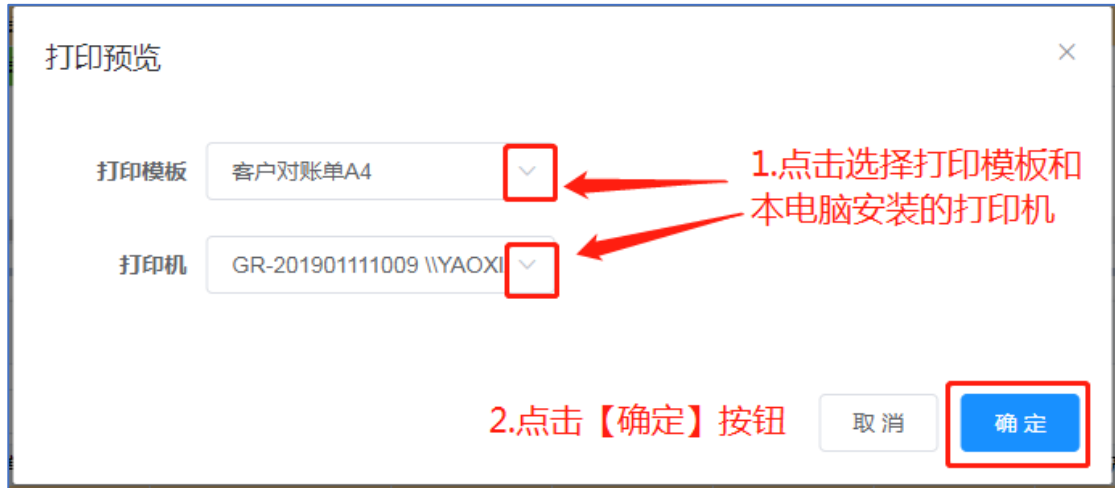 打印预览
打印模板 客户对账单A4
1.点击选择打印模板和
本电脑安装的打印机
打印机 GR-201901111009 \\YAOXI
2.点击【确定】按钮 取消 确定